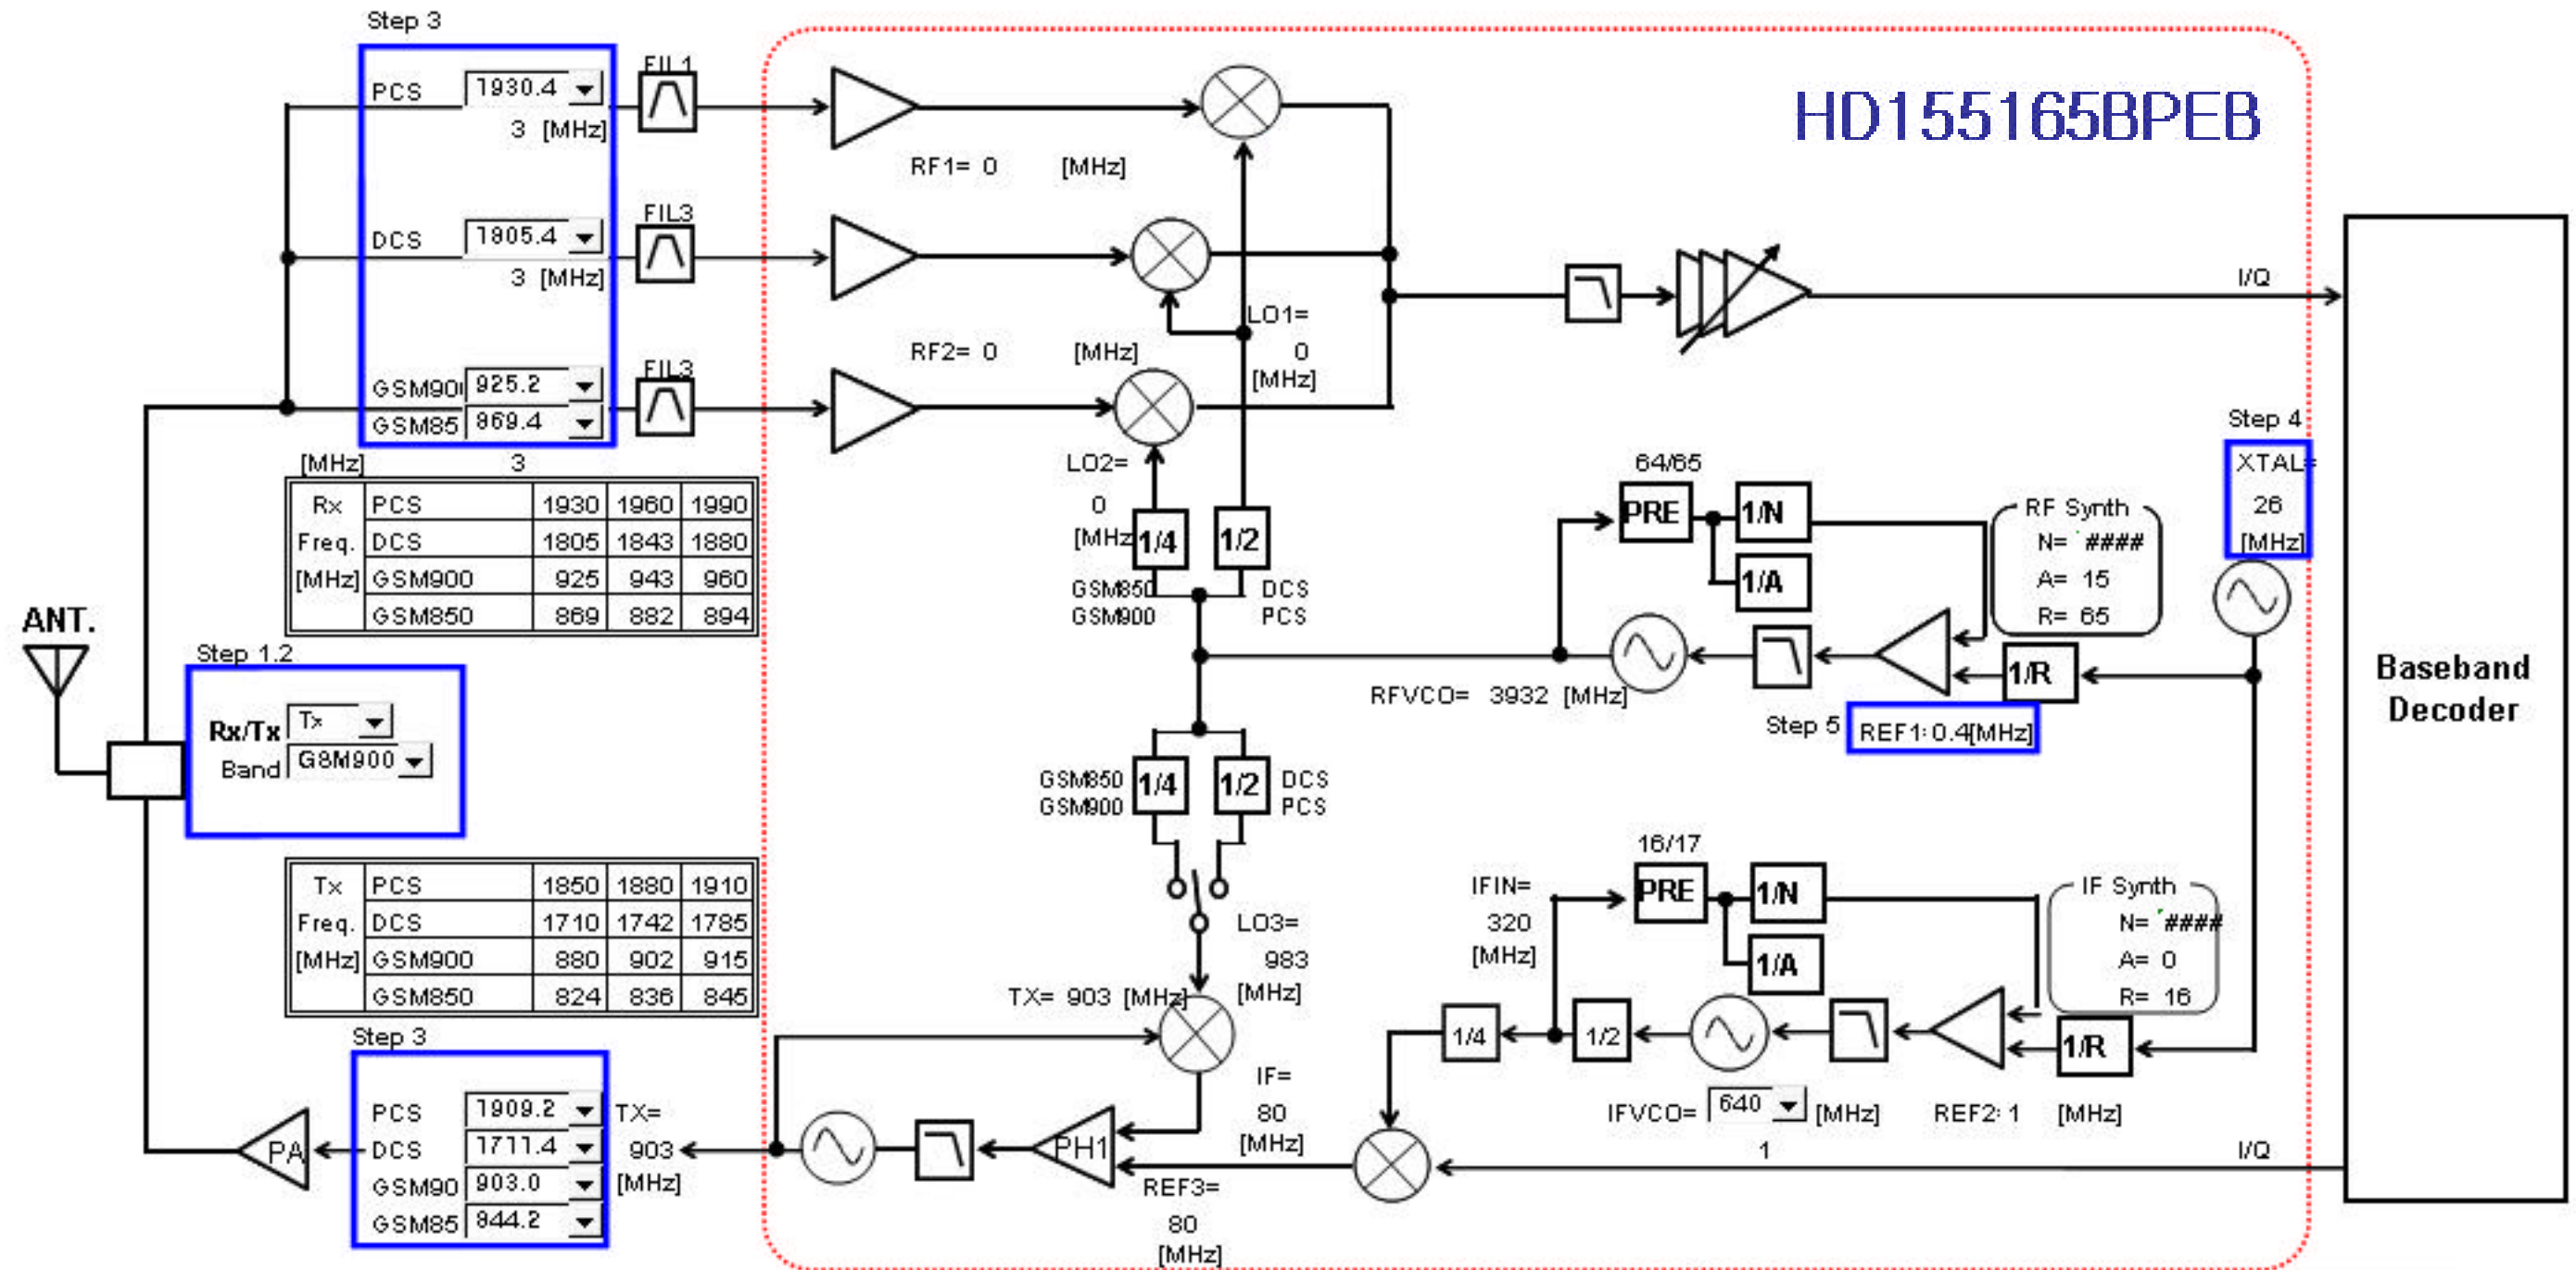 Step 3
PCS 1930.4
3 [MHz]
FIL1
DCS 1805.4
3 [MHz]
FIL3
GSM90 925.2
GSM85 869.4
FIL3
[MHz] 3
HD155165BPEB
RF1= 0 [MHz]
RF2= 0 [MHz]
LO1=
0
[MHz]
LO2=
0
[MHz
1/4
1/2
GSM850
GSM900
DCS
PCS
I/Q
Rx PCS 1930 1960 1990
Freq. DCS 1805 1843 1880
[MHz] GSM900 925 943 960
GSM850 869 882 894
ANT.
Step 1.2
Rx/Tx Tx
Band GSM900
64/65
PRE
1/N
1/A
RF Synth
N= ####
A= 15
R= 65
Step 4
XTAL=
26
[MHz]
1/R
RFVCO= 3932 [MHz]
Step 5
REF1:0.4[MHz]
Baseband
Decoder
GSM850
GSM900
1/4
1/2
DCS
PCS
LO3=
983
[MHz]
TX= 903 [MHz]
Tx PCS 1850 1880 1910
Freq. DCS 1710 1742 1785
[MHz] GSM900 880 902 915
GSM850 824 836 845
16/17
IFIN=
320
[MHz]
PRE
1/N
1/A
IF Synth
N= ####
A= 0
R= 16
1/4
1/2
1/R
IFVCO= 640 [MHz]
REF2: 1 [MHz]
1
I/Q
IF=
80
[MHz]
PH1
REF3=
80
[MHz]
Step 3
PCS 1909.2
DCS 1711.4
GSM90 903.0
GSM85 844.2
TX=
903
[MHz]
PA